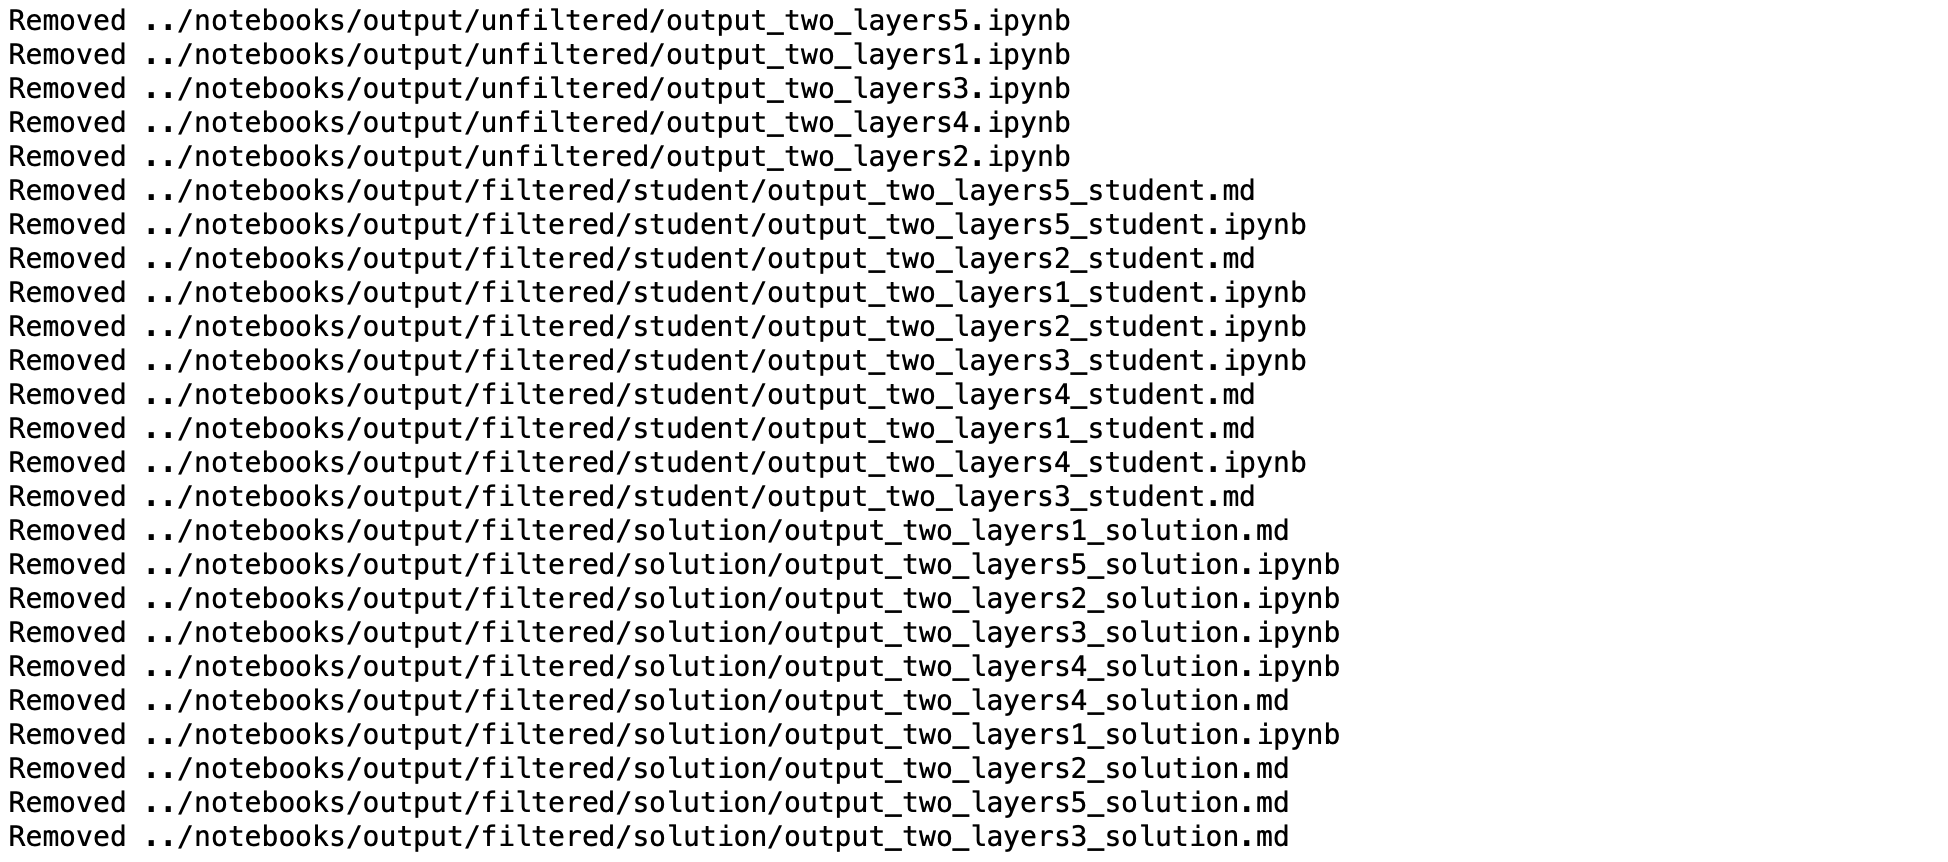 Removed ../notebooks/output/unfiltered/output_two_layers5.ipynb
Removed ../notebooks/output/unfiltered/output_two_layers1.ipynb
Removed ../notebooks/output/unfiltered/output_two_layers3.ipynb
Removed ../notebooks/output/unfiltered/output_two_layers4.ipynb
Removed ../notebooks/output/unfiltered/output_two_layers2.ipynb
Removed ../notebooks/output/filtered/student/output_two_layers5_student.md
Removed ../notebooks/output/filtered/student/output_two_layers5_student.ipynb
Removed ../notebooks/output/filtered/student/output_two_layers2_student.md
Removed ../notebooks/output/filtered/student/output_two_layers1_student.ipynb
Removed ../notebooks/output/filtered/student/output_two_layers2_student.ipynb
Removed ../notebooks/output/filtered/student/output_two_layers3_student.ipynb
Removed ../notebooks/output/filtered/student/output_two_layers4_student.md
Removed ../notebooks/output/filtered/student/output_two_layers1_student.md
Removed ../notebooks/output/filtered/student/output_two_layers4_student.ipynb
Removed ../notebooks/output/filtered/student/output_two_layers3_student.md
Removed ../notebooks/output/filtered/solution/output_two_layers1_solution.md
Removed ../notebooks/output/filtered/solution/output_two_layers5_solution.ipynb
Removed ../notebooks/output/filtered/solution/output_two_layers2_solution.ipynb
Removed ../notebooks/output/filtered/solution/output_two_layers3_solution.ipynb
Removed ../notebooks/output/filtered/solution/output_two_layers4_solution.ipynb
Removed ../notebooks/output/filtered/solution/output_two_layers4_solution.md
Removed ../notebooks/output/filtered/solution/output_two_layers1_solution.ipynb
Removed ../notebooks/output/filtered/solution/output_two_layers2_solution.md
Removed ../notebooks/output/filtered/solution/output_two_layers5_solution.md
Removed ../notebooks/output/filtered/solution/output_two_layers3_solution.md